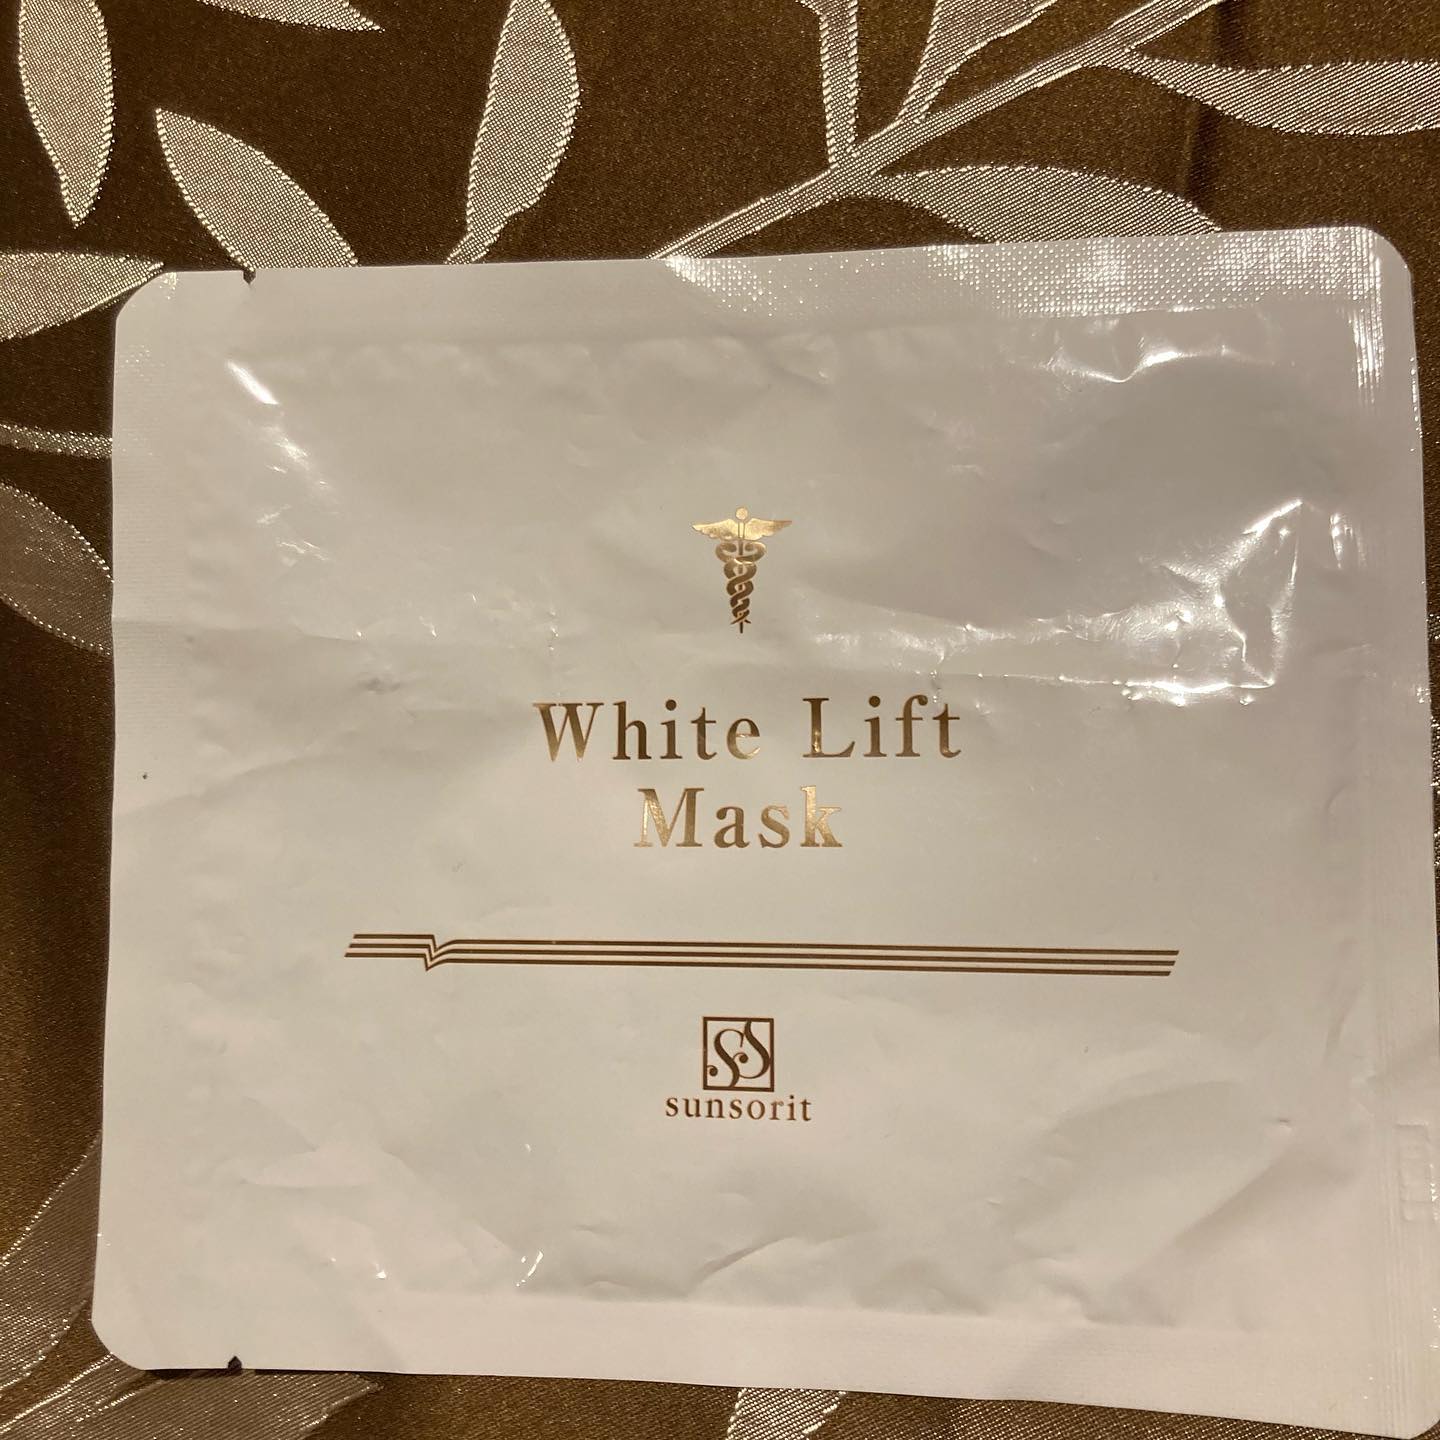 White Lift
Mask
SS
sunsorit